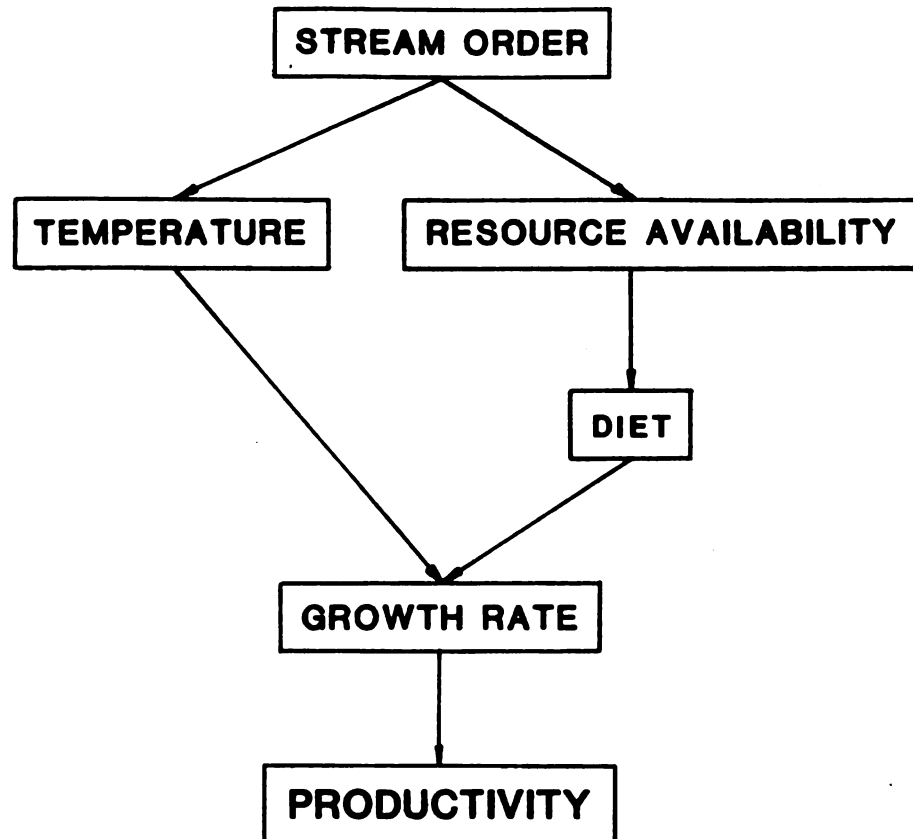 STREAM ORDER
TEMPERATURE
RESOURCE AVAILABILITY
DIET
GROWTH RATE
PRODUCTIVITY